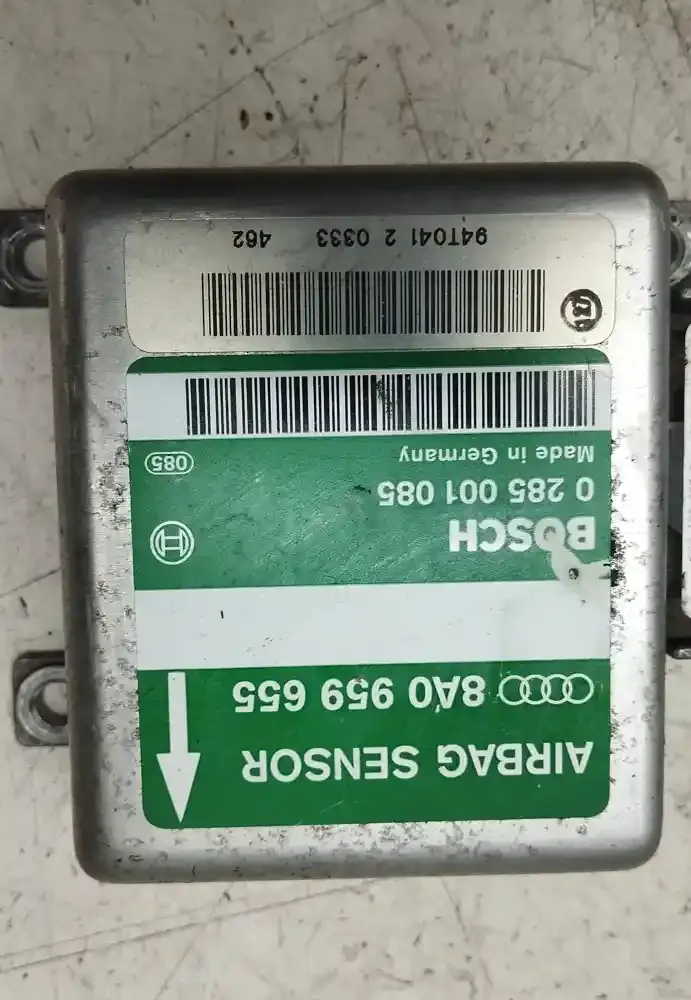 AIRBAG SENSOR
8A0 959 655
BOSCH
0 285 001 085
Made in Germany
085
94T041 2 0333 462